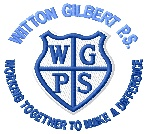 WITTON GILBERT P.S.
W G
P S
WORKING TOGETHER TO MAKE A DIFFERENCE